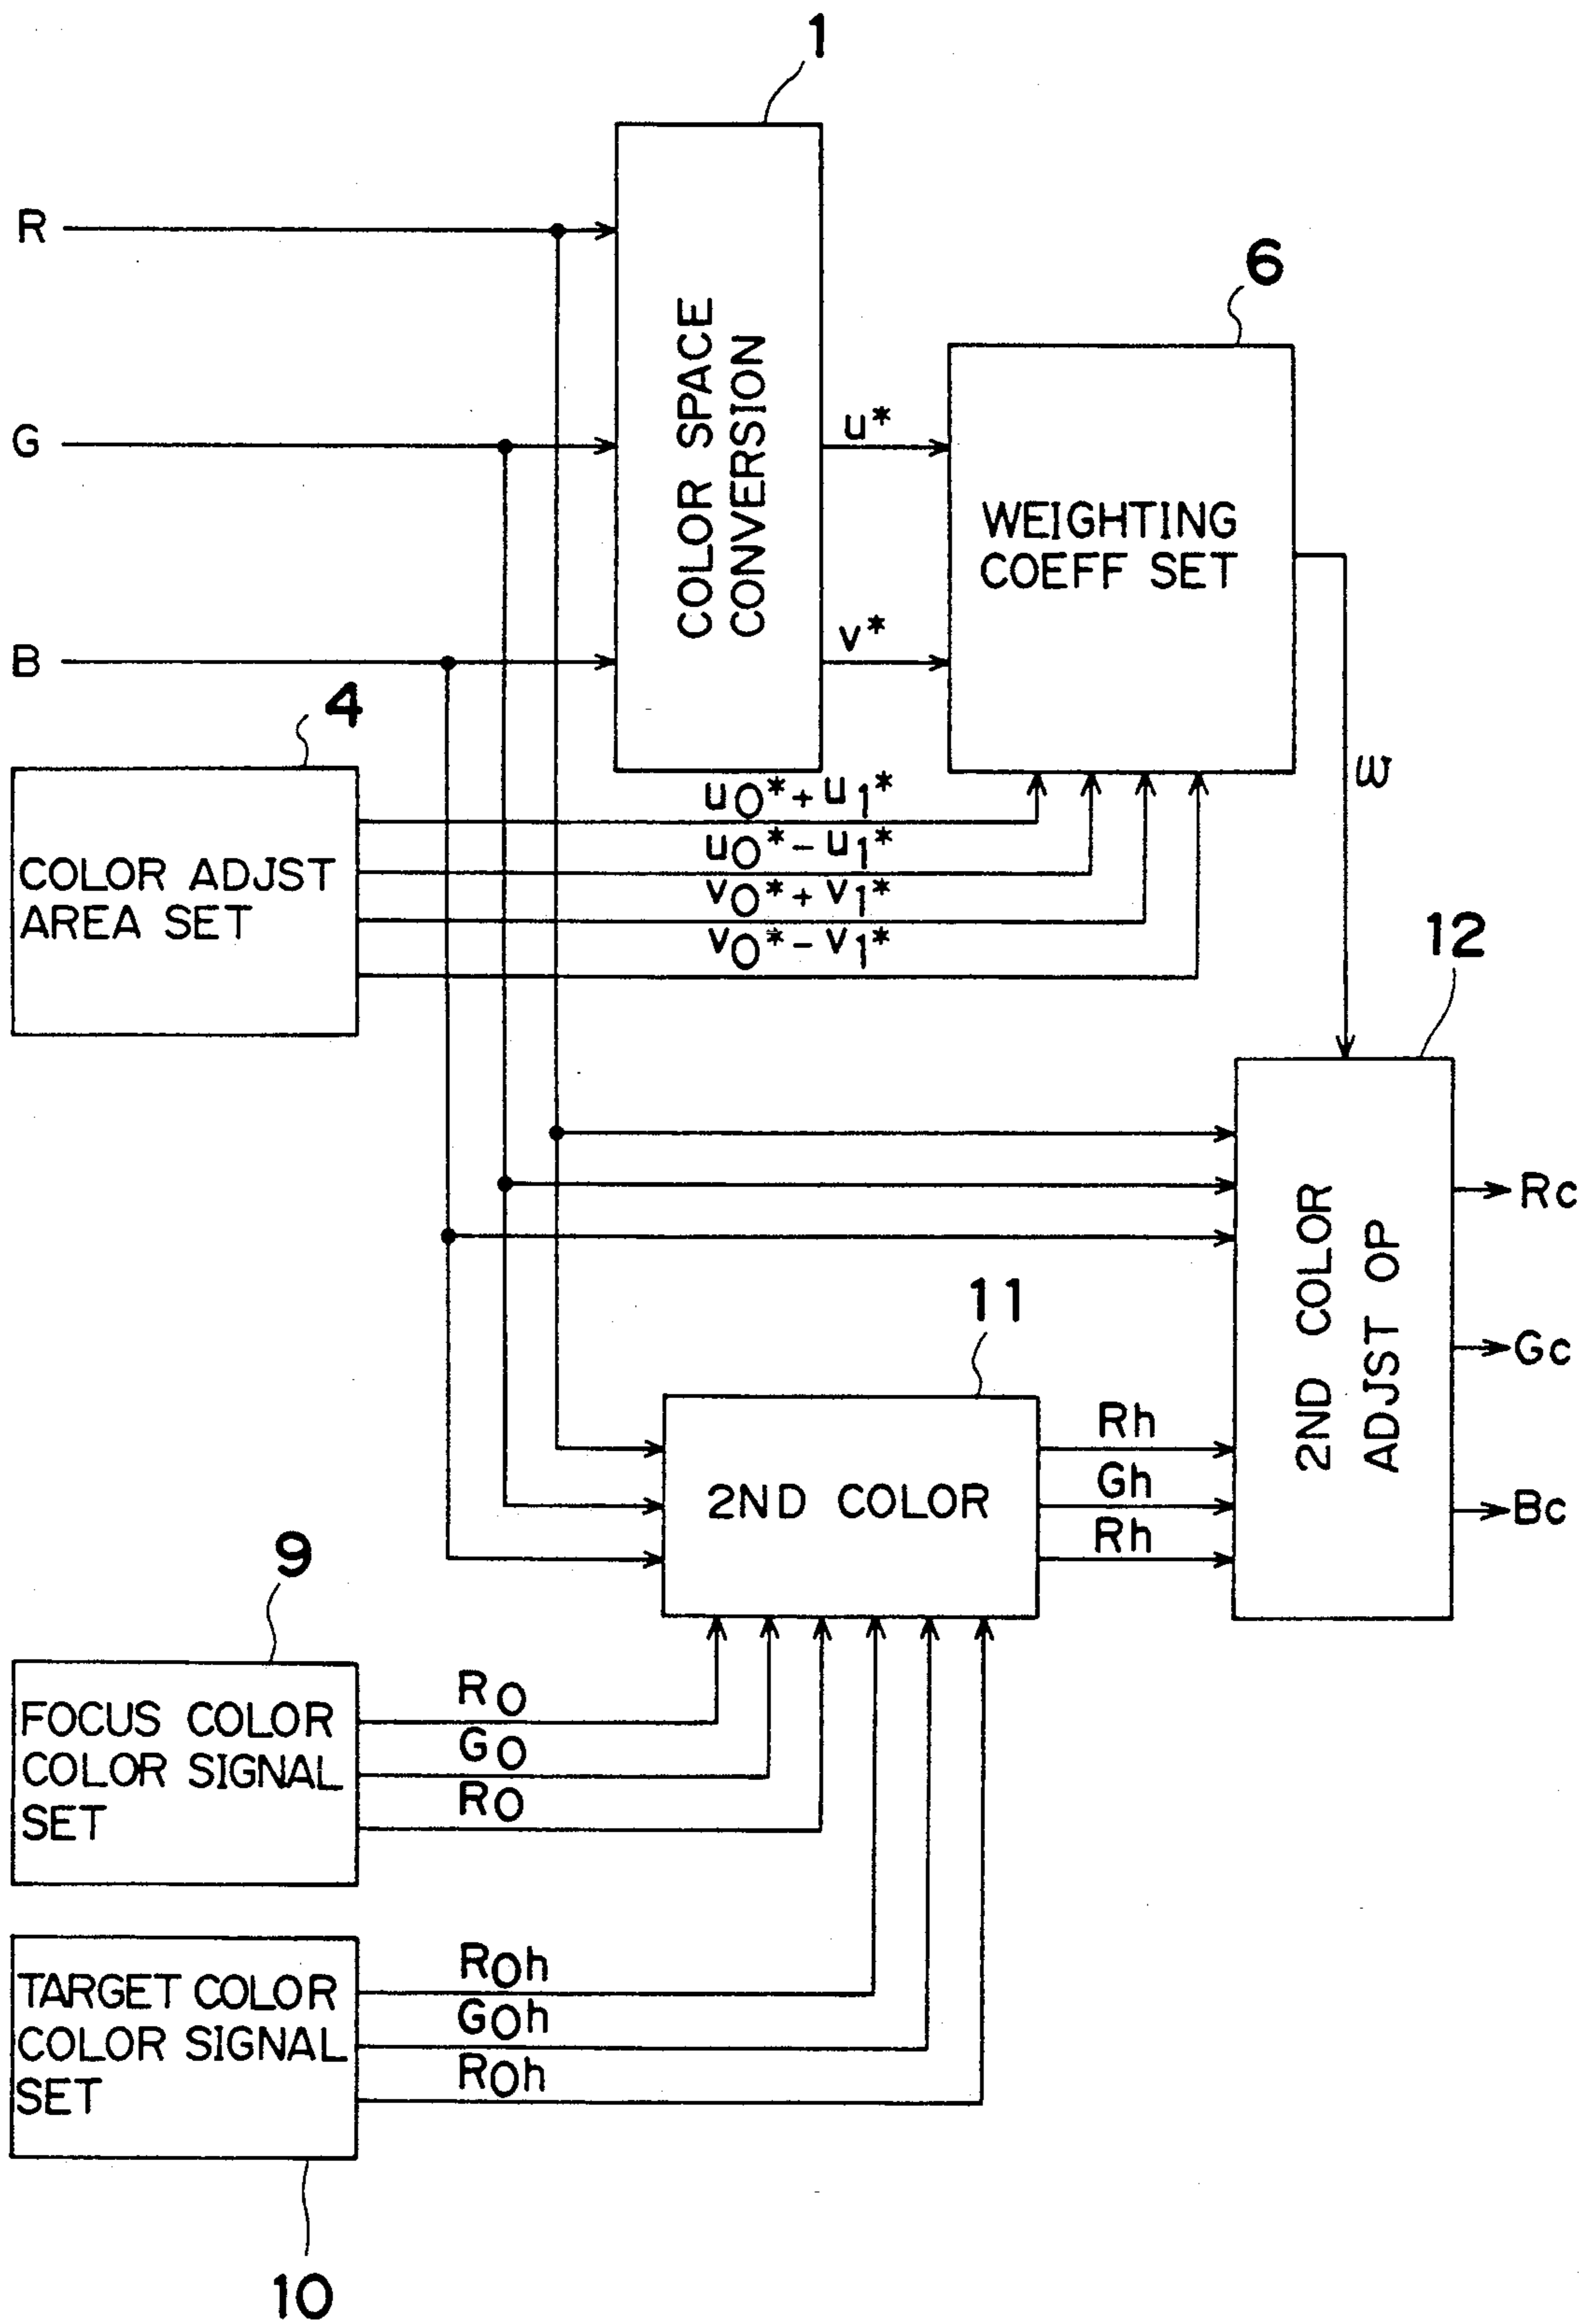 1
R
COLOR SPACE
CONVERSION
6
G
u*
WEIGHTING
COEFF SET
B
v*
4
ω
COLOR ADJST
AREA SET
u0*+u1*
u0*-u1*
v0*+v1*
v0*-v1*
12
2ND COLOR
ADJST OP
Rc
Gc
Bc
11
2ND COLOR
Rh
Gh
Rh
9
FOCUS COLOR
COLOR SIGNAL
SET
R0
G0
R0
TARGET COLOR
COLOR SIGNAL
SET
R0h
G0h
R0h
10